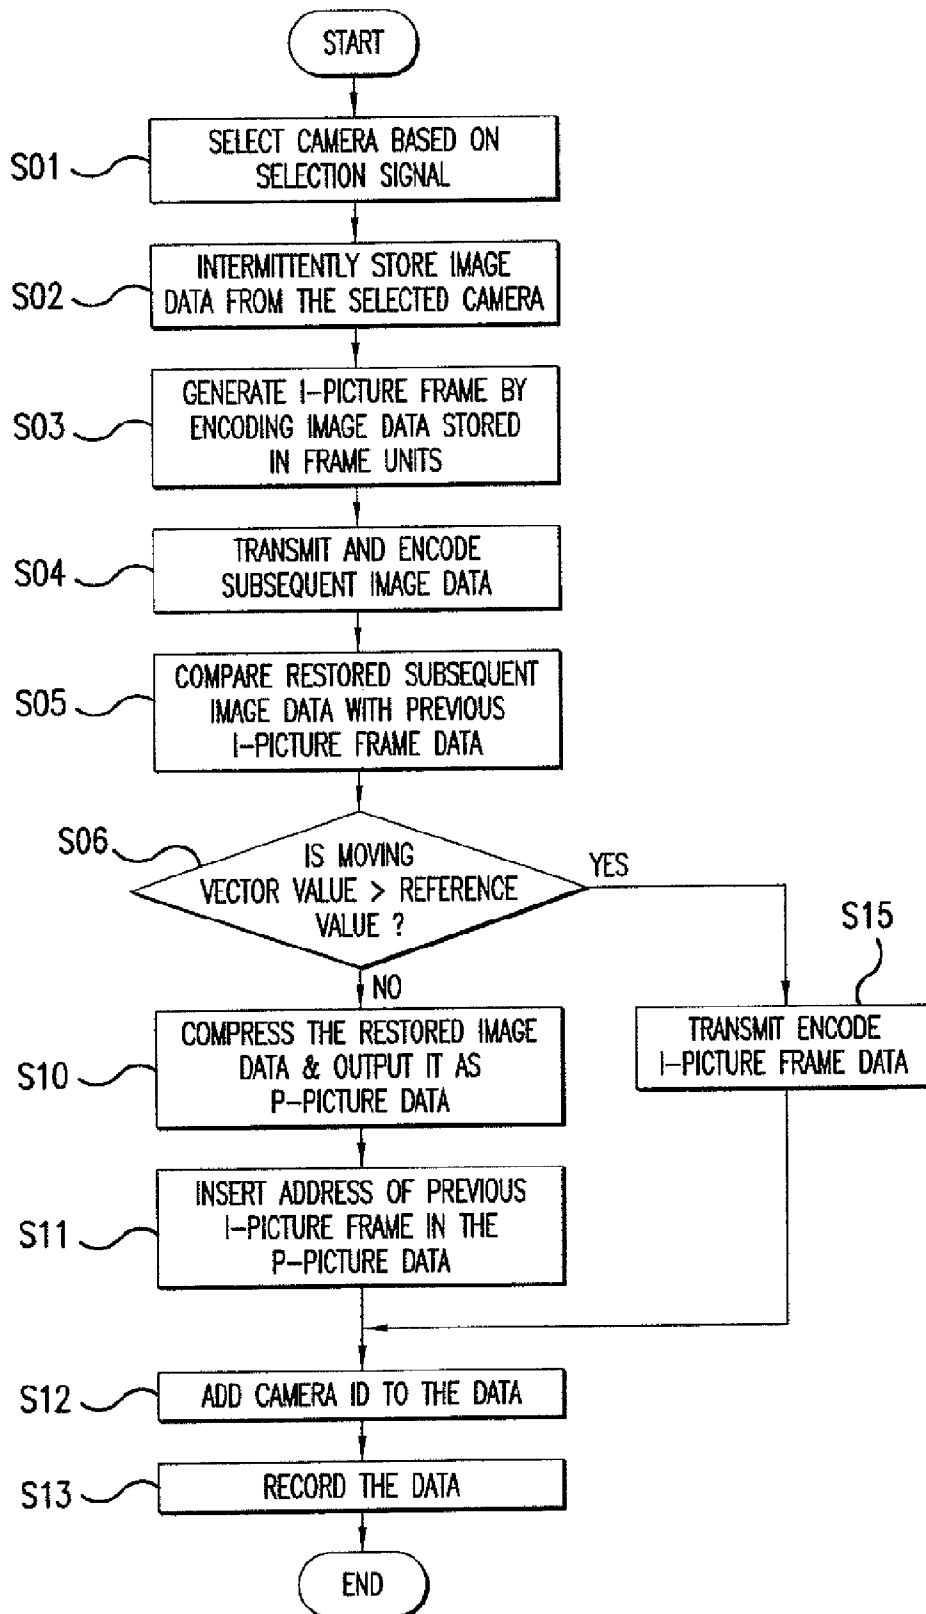 START
S01
SELECT CAMERA BASED ON
SELECTION SIGNAL
S02
INTERMITTENTLY STORE IMAGE
DATA FROM THE SELECTED CAMERA
S03
GENERATE I-PICTURE FRAME BY
ENCODING IMAGE DATA STORED
IN FRAME UNITS
S04
TRANSMIT AND ENCODE
SUBSEQUENT IMAGE DATA
S05
COMPARE RESTORED SUBSEQUENT
IMAGE DATA WITH PREVIOUS
I-PICTURE FRAME DATA
S06
IS MOVING
VECTOR VALUE > REFERENCE
VALUE ?
YES
NO
S15
TRANSMIT ENCODE
I-PICTURE FRAME DATA
S10
COMPRESS THE RESTORED IMAGE
DATA & OUTPUT IT AS
P-PICTURE DATA
S11
INSERT ADDRESS OF PREVIOUS
I-PICTURE FRAME IN THE
P-PICTURE DATA
S12
ADD CAMERA ID TO THE DATA
S13
RECORD THE DATA
END